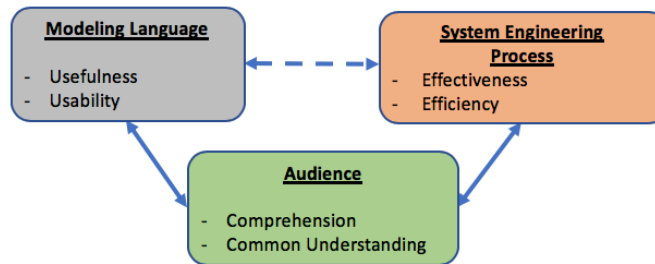 Modeling Language
- Usefulness
- Usability
System Engineering
Process
- Effectiveness
- Efficiency
Audience
- Comprehension
- Common Understanding